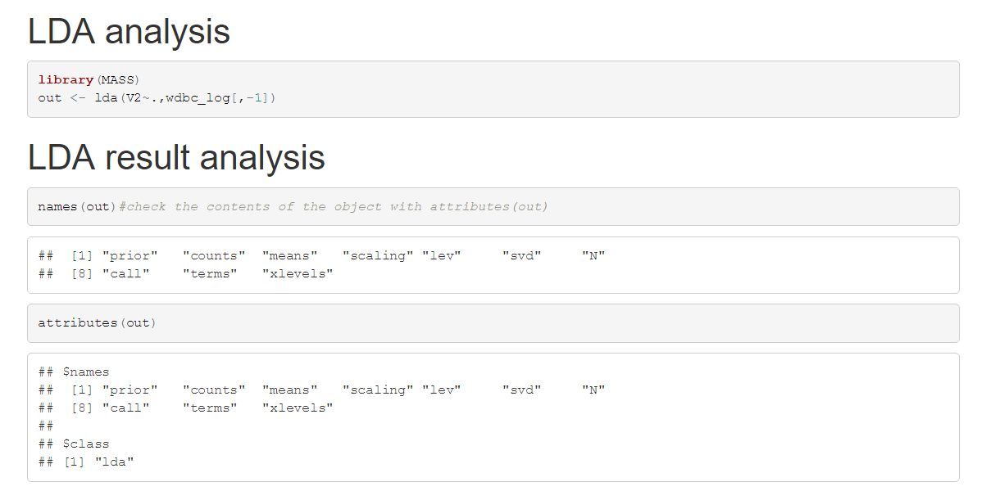 LDA analysis
library(MASS)
out <- lda(V2~.,wdbc_log[,-1])
LDA result analysis
names(out)#check the contents of the object with attributes(out)
##  [1] "prior"   "counts"  "means"   "scaling" "lev"     "svd"     "N"
##  [8] "call"    "terms"   "xlevels"
attributes(out)
## $names
##  [1] "prior"   "counts"  "means"   "scaling" "lev"     "svd"     "N"
##  [8] "call"    "terms"   "xlevels"
##
## $class
## [1] "lda"